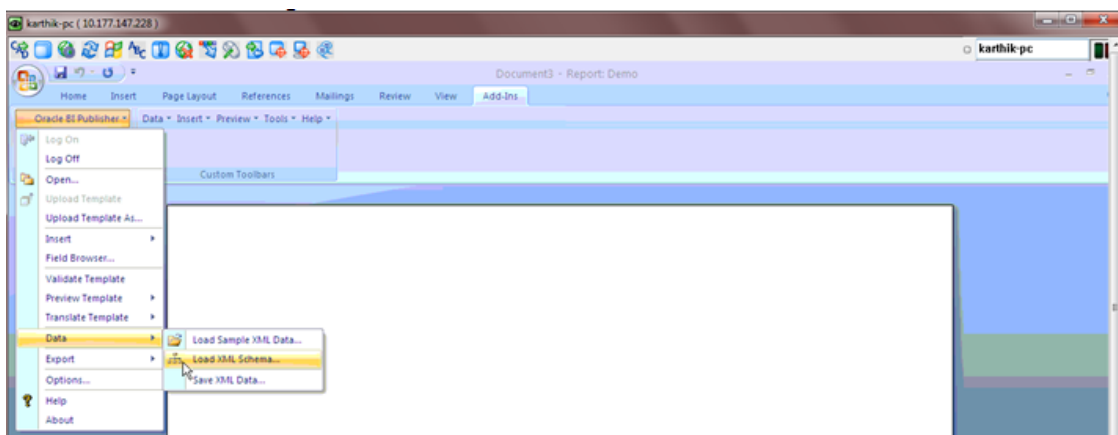 karthik-pc ( 10.177.147.228 )
karthik-pc
Document3 - Report: Demo
Home Insert Page Layout References Mailings Review View Add-Ins
Oracle BI Publisher Data Insert Preview Tools Help
Log On
Log Off
Custom Toolbars
Open...
Upload Template
Upload Template As...
Insert
Field Browser...
Validate Template
Preview Template
Translate Template
Data
Load Sample XML Data...
Export
Load XML Schema...
Options...
Save XML Data...
Help
About